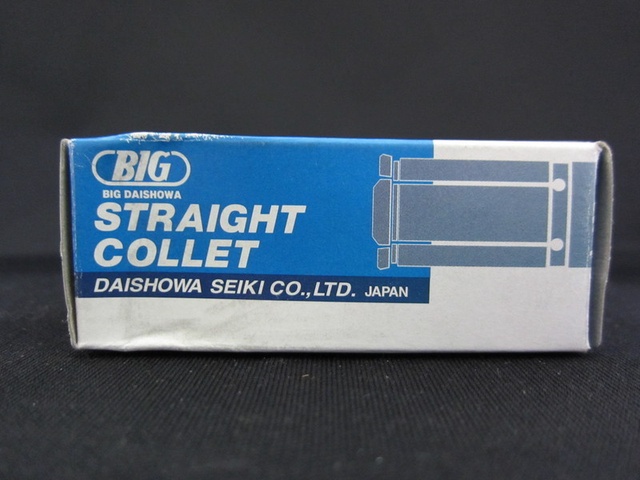 BIG
BIG DAISHOWA
STRAIGHT
COLLET
DAISHOWA SEIKI CO.,LTD. JAPAN